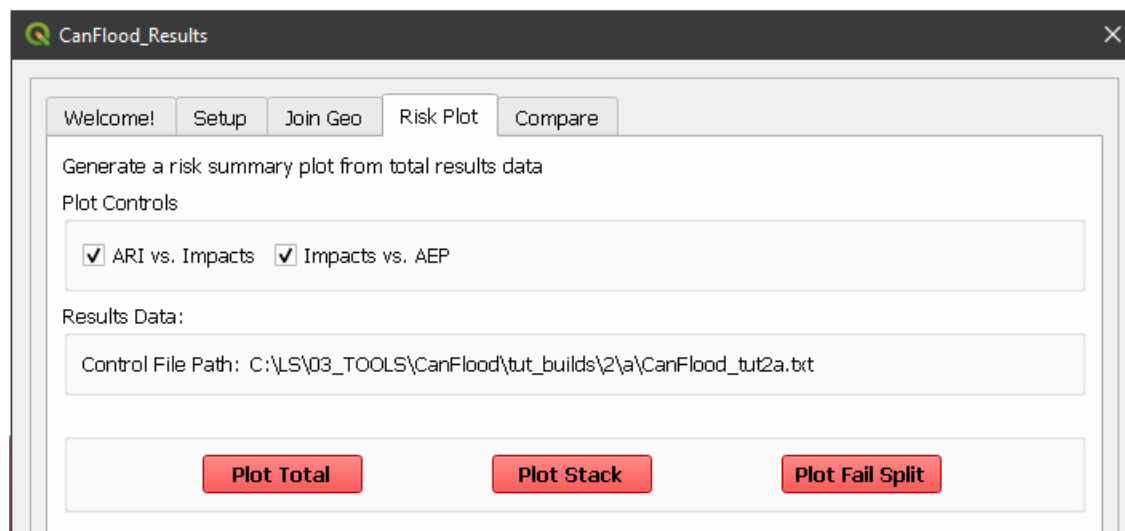 CanFlood_Results
Welcome! Setup Join Geo Risk Plot Compare
Generate a risk summary plot from total results data
Plot Controls
ARI vs. Impacts Impacts vs. AEP
Results Data:
Control File Path: C:\LS\03_TOOLS\CanFlood\tut_builds\2\a\CanFlood_tut2a.txt
Plot Total Plot Stack Plot Fail Split